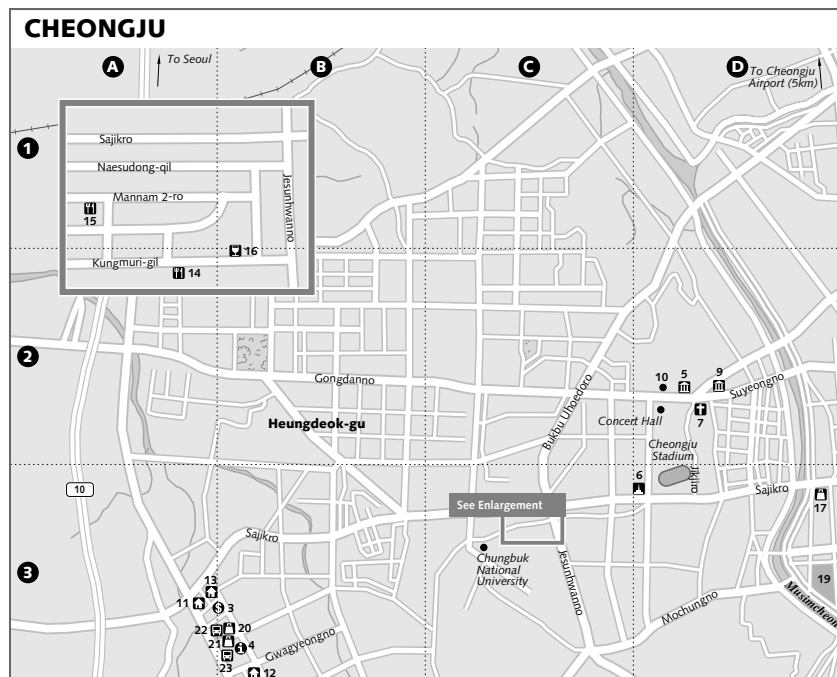 CHEONGJU
A
B
C
D
To Seoul
To Cheongju
Airport (5km)
1
Sajikro
Naesudong-qil
Mannam 2-ro
Jesunhwanno
15
16
Kungmuri-gil
14
2
Gongdanno
Bukbu Uhoedoro
10
5
9
Suyeongno
Heungdeok-gu
Concert Hall
7
Cheongju
Stadium
6
10
See Enlargement
Sajikro
17
Sajikro
Chungbuk
National
University
Jesunhwanno
3
13
11
3
19
Musimcheon
Mochungno
22
20
21
4
Gwagyeongno
23
12